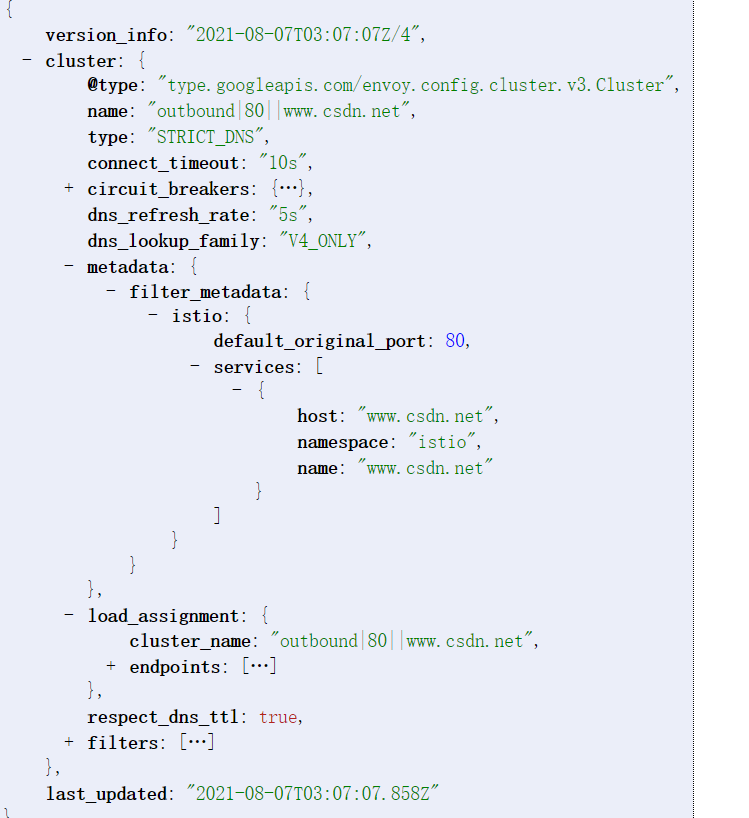 {
version_info: "2021-08-07T03:07:07Z/4",
- cluster: {
@type: "type.googleapis.com/envoy.config.cluster.v3.Cluster",
name: "outbound|80||www.csdn.net",
type: "STRICT_DNS",
connect_timeout: "10s",
+ circuit_breakers: {…},
dns_refresh_rate: "5s",
dns_lookup_family: "V4_ONLY",
- metadata: {
- filter_metadata: {
- istio: {
default_original_port: 80,
- services: [
- {
host: "www.csdn.net",
namespace: "istio",
name: "www.csdn.net"
}
]
}
}
},
- load_assignment: {
cluster_name: "outbound|80||www.csdn.net",
+ endpoints: […]
},
respect_dns_ttl: true,
+ filters: […]
},
last_updated: "2021-08-07T03:07:07.858Z"
}